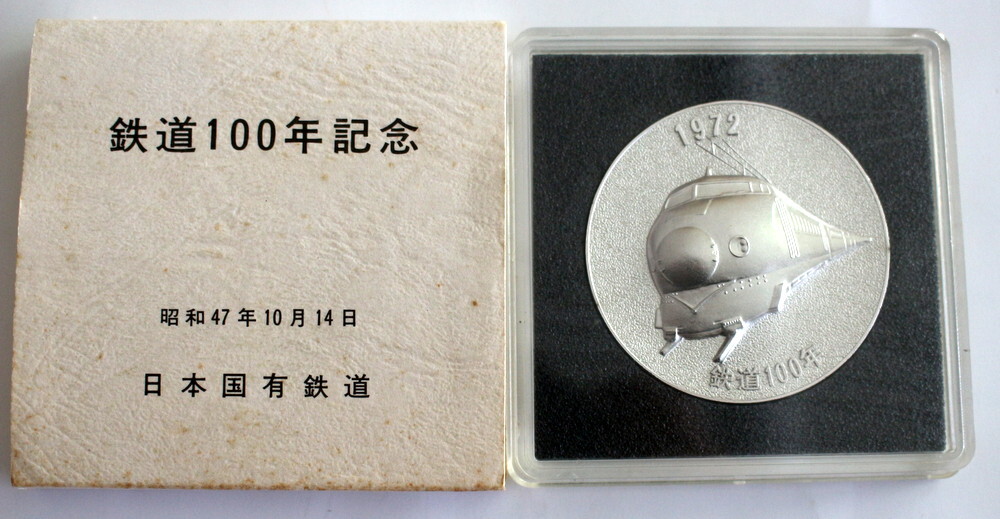 鉄道100年記念
昭和47年10月14日
日本国有鉄道
1972
鉄道100年